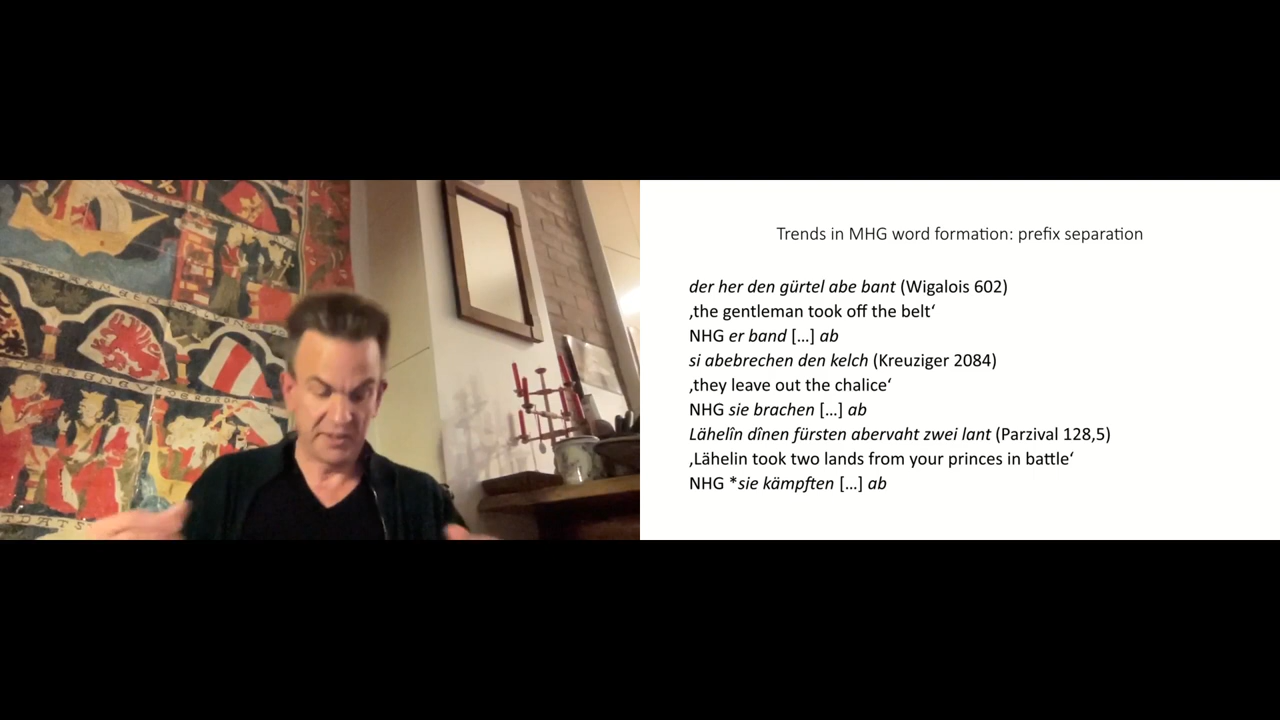 Trends in MHG word formation: prefix separation
der her den gürtel abe bant (Wigalois 602)
‚the gentleman took off the belt‘
NHG er band […] ab
si abebrechen den kelch (Kreuziger 2084)
‚they leave out the chalice‘
NHG sie brachen […] ab
Lähelîn dînen fürsten abervaht zwei lant (Parzival 128,5)
‚Lähelin took two lands from your princes in battle‘
NHG *sie kämpften […] ab